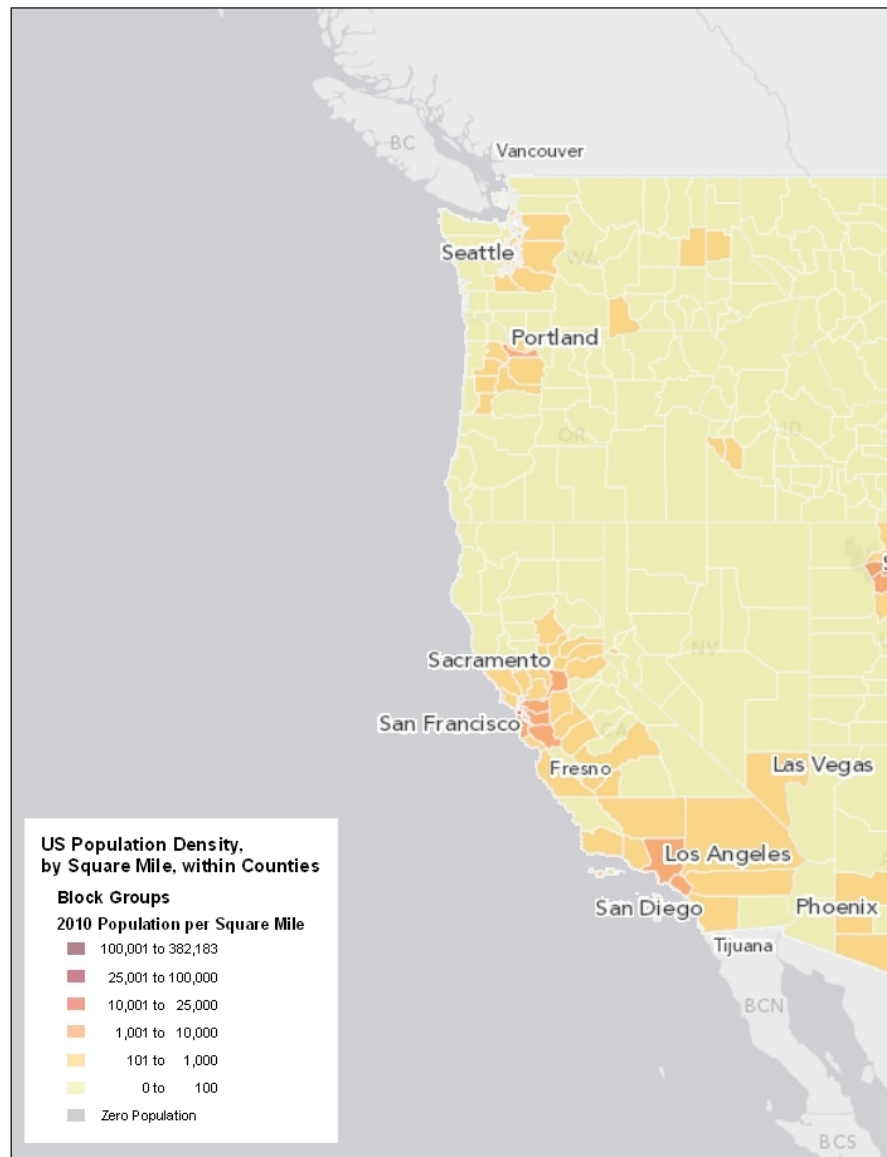 BC
Vancouver
Seattle
WA
Portland
OR
ID
Sacramento
NV
San Francisco
CA
Fresno
Las Vegas
Los Angeles
San Diego
Phoenix
Tijuana
BCN
BCS
US Population Density,
by Square Mile, within Counties
Block Groups
2010 Population per Square Mile
100,001 to 382,183
25,001 to 100,000
10,001 to 25,000
1,001 to 10,000
101 to 1,000
0 to 100
Zero Population